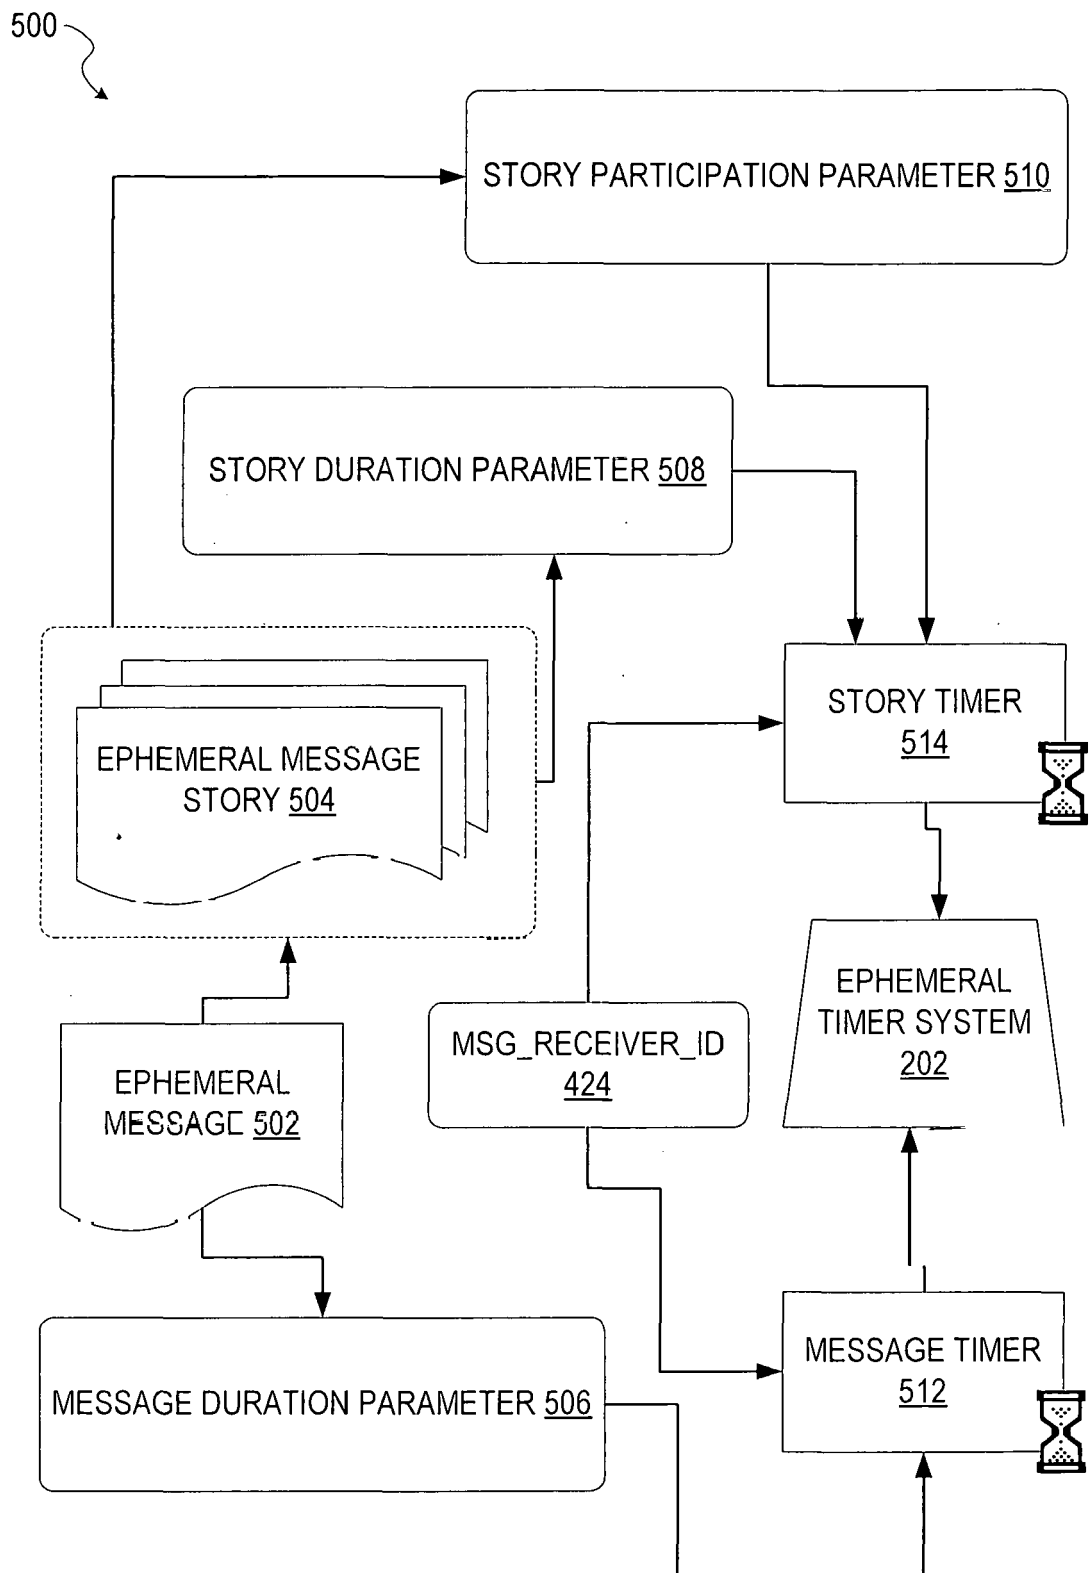 500
STORY PARTICIPATION PARAMETER 510
STORY DURATION PARAMETER 508
STORY TIMER
514
EPHEMERAL MESSAGE
STORY 504
EPHEMERAL
TIMER SYSTEM
202
MSG_RECEIVER_ID
424
EPHEMERAL
MESSAGE 502
MESSAGE TIMER
512
MESSAGE DURATION PARAMETER 506